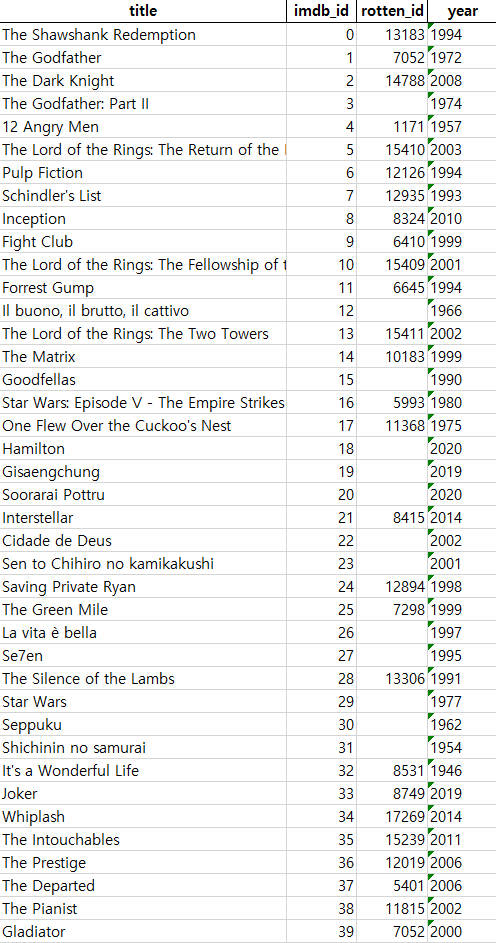 title imdb_id rotten_id year
The Shawshank Redemption 0 13183 1994
The Godfather 1 7052 1972
The Dark Knight 2 14788 2008
The Godfather: Part II 3 1974
12 Angry Men 4 1171 1957
The Lord of the Rings: The Return of the 5 15410 2003
Pulp Fiction 6 12126 1994
Schindler's List 7 12935 1993
Inception 8 8324 2010
Fight Club 9 6410 1999
The Lord of the Rings: The Fellowship of 10 15409 2001
Forrest Gump 11 6645 1994
Il buono, il brutto, il cattivo 12 1966
The Lord of the Rings: The Two Towers 13 15411 2002
The Matrix 14 10183 1999
Goodfellas 15 1990
Star Wars: Episode V - The Empire Strikes 16 5993 1980
One Flew Over the Cuckoo's Nest 17 11368 1975
Hamilton 18 2020
Gisaengchung 19 2019
Soorarai Pottru 20 2020
Interstellar 21 8415 2014
Cidade de Deus 22 2002
Sen to Chihiro no kamikakushi 23 2001
Saving Private Ryan 24 12894 1998
The Green Mile 25 7298 1999
La vita è bella 26 1997
Se7en 27 1995
The Silence of the Lambs 28 13306 1991
Star Wars 29 1977
Seppuku 30 1962
Shichinin no samurai 31 1954
It's a Wonderful Life 32 8531 1946
Joker 33 8749 2019
Whiplash 34 17269 2014
The Intouchables 35 15239 2011
The Prestige 36 12019 2006
The Departed 37 5401 2006
The Pianist 38 11815 2002
Gladiator 39 7052 2000